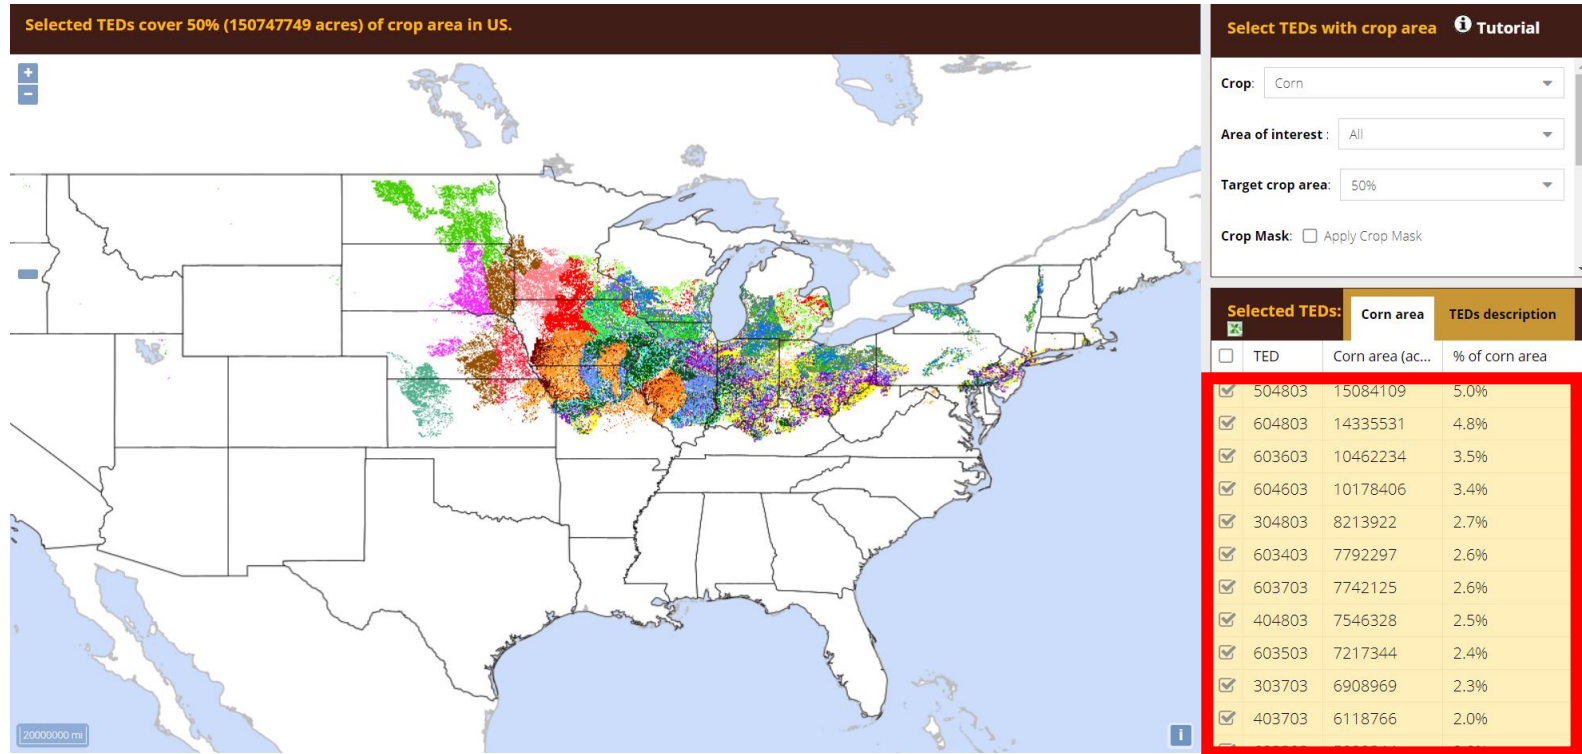 Selected TEDs cover 50% (150747749 acres) of crop area in US.
+
−
20000000 mi
i
Select TEDs with crop area i Tutorial
Crop: Corn
Area of interest : All
Target crop area: 50%
Crop Mask: Apply Crop Mask
Selected TEDs: Corn area TEDs description
TED Corn area (ac... % of corn area
504803 15084109 5.0%
604803 14335531 4.8%
603603 10462234 3.5%
604603 10178406 3.4%
304803 8213922 2.7%
603403 7792297 2.6%
603703 7742125 2.6%
404803 7546328 2.5%
603503 7217344 2.4%
303703 6908969 2.3%
403703 6118766 2.0%